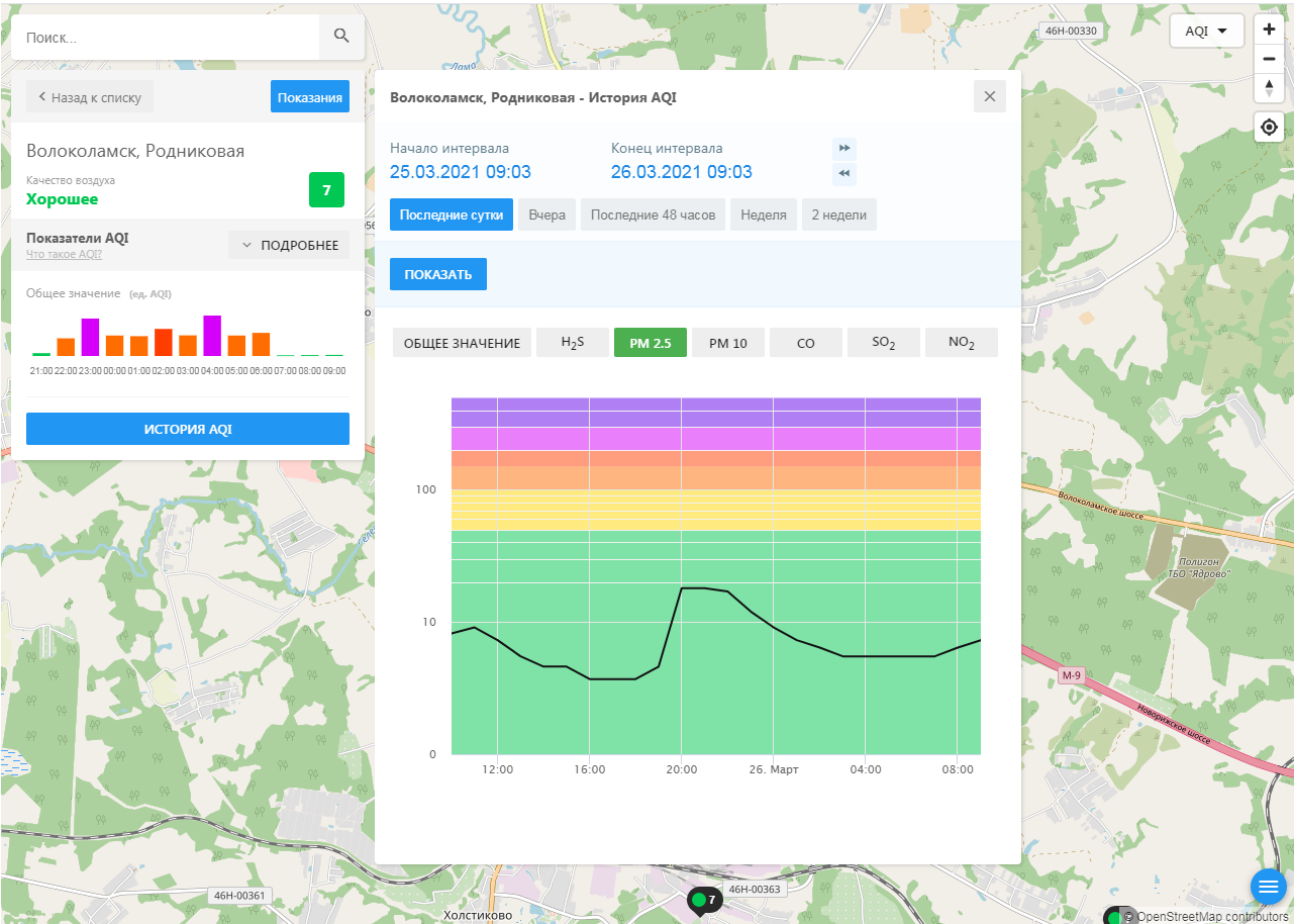 Поиск...
46Н-00330
AQI
Лама
Назад к списку
Показания
Волоколамск, Родниковая - История AQI
Волоколамск, Родниковая
Качество воздуха
Хорошее
7
Начало интервала
Конец интервала
25.03.2021 09:03
26.03.2021 09:03
Последние сутки
Вчера
Последние 48 часов
Неделя
2 недели
Показатели AQI
Что такое AQI?
ПОДРОБНЕЕ
ПОКАЗАТЬ
Общее значение (ед. AQI)
21:00 22:00 23:00 00:00 01:00 02:00 03:00 04:00 05:00 06:00 07:00 08:00 09:00
ИСТОРИЯ AQI
ОБЩЕЕ ЗНАЧЕНИЕ
H2S
PM 2.5
PM 10
CO
SO2
NO2
100
10
0
12:00
16:00
20:00
26. Март
04:00
08:00
Волоколамское шоссе
Полигон
ТБО "Ядрово"
М-9
Новорижское шоссе
46Н-00361
46Н-00363
7
Холстиково
© OpenStreetMap contributors